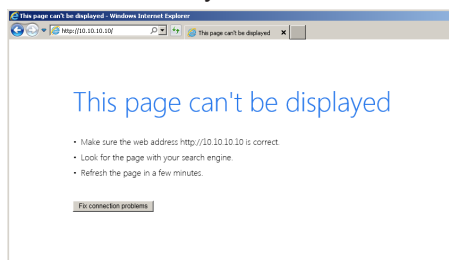 This page can't be displayed - Windows Internet Explorer
http://10.10.10.10/
This page can't be displayed
This page can't be displayed
• Make sure the web address http://10.10.10.10 is correct.
• Look for the page with your search engine.
• Refresh the page in a few minutes.
Fix connection problems